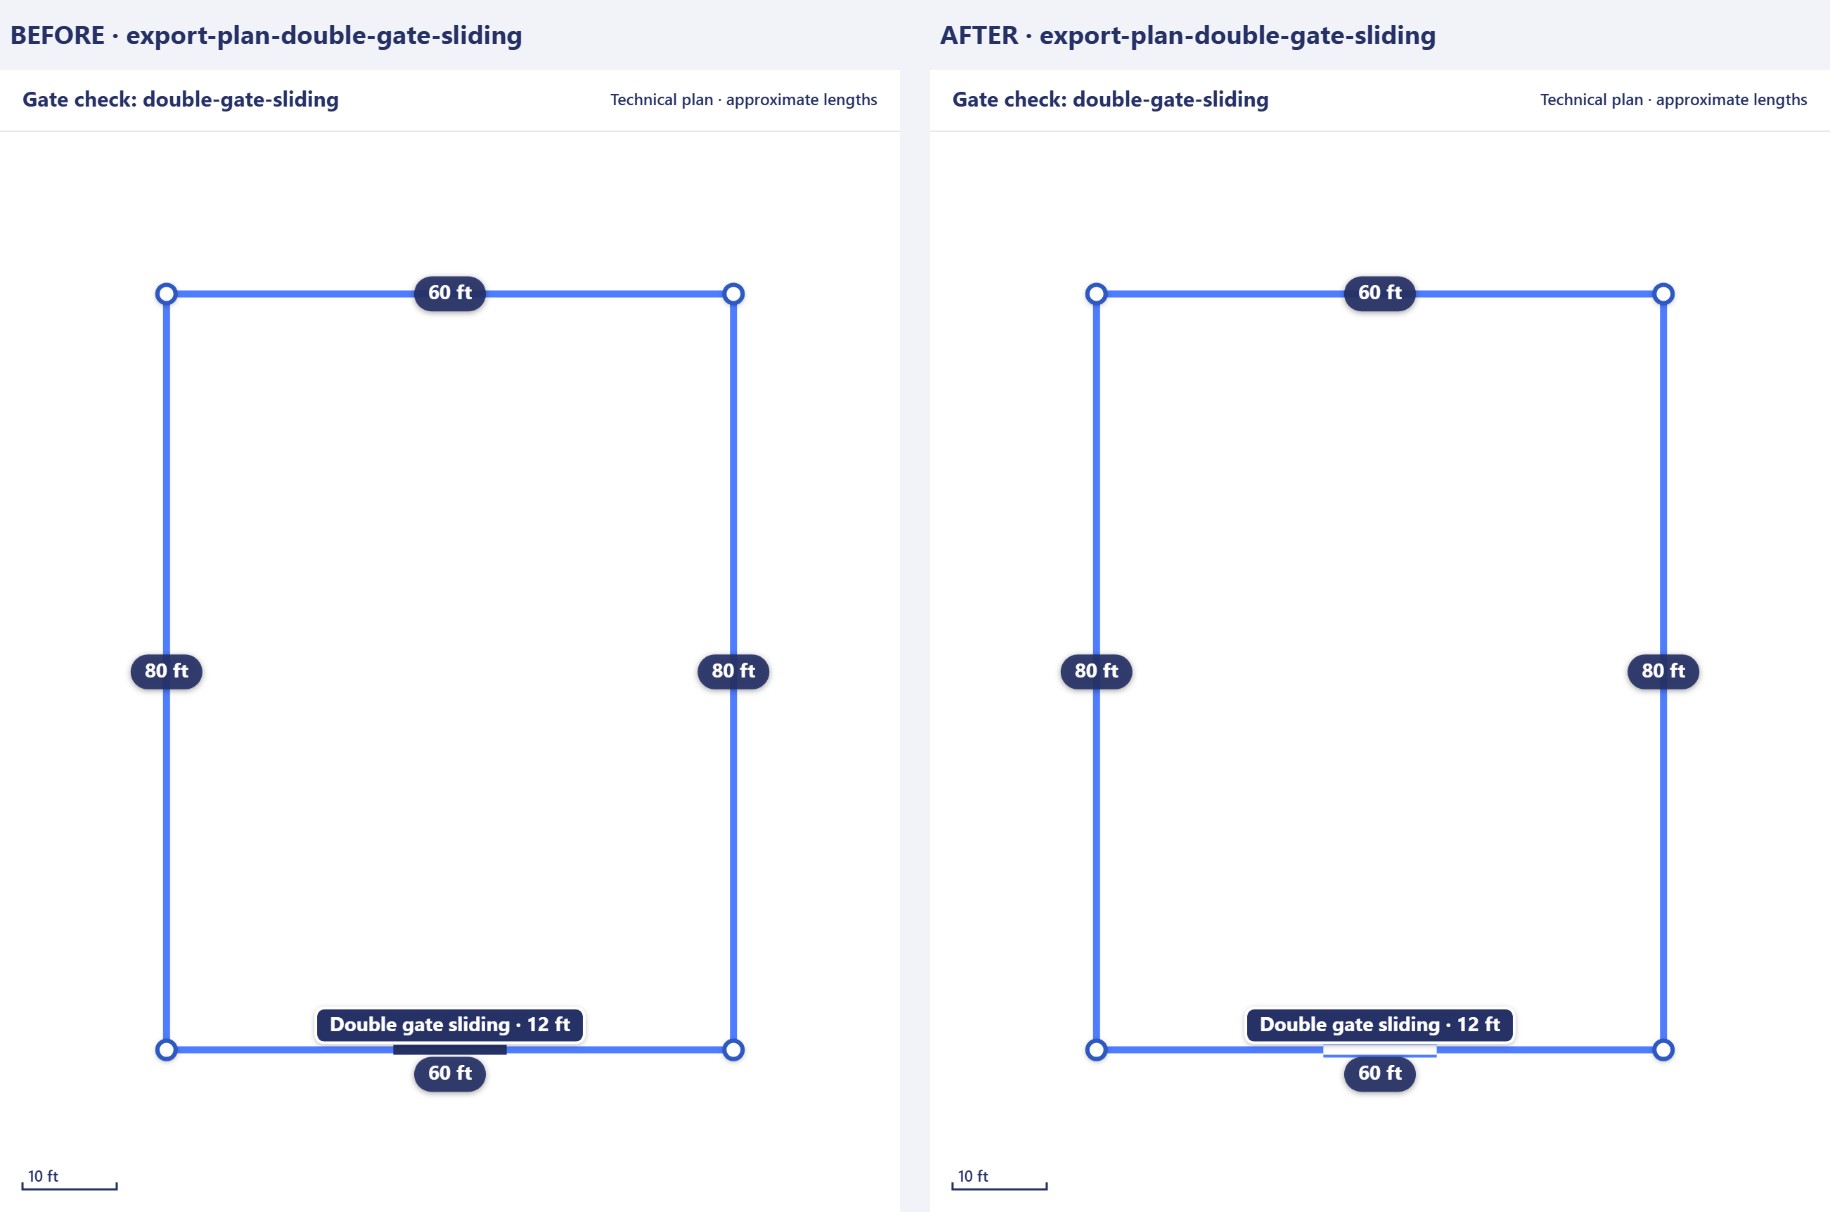 BEFORE · export-plan-double-gate-sliding
Gate check: double-gate-sliding
Technical plan · approximate lengths
60 ft
80 ft
80 ft
Double gate sliding · 12 ft
60 ft
10 ft
AFTER · export-plan-double-gate-sliding
Gate check: double-gate-sliding
Technical plan · approximate lengths
60 ft
80 ft
80 ft
Double gate sliding · 12 ft
60 ft
10 ft